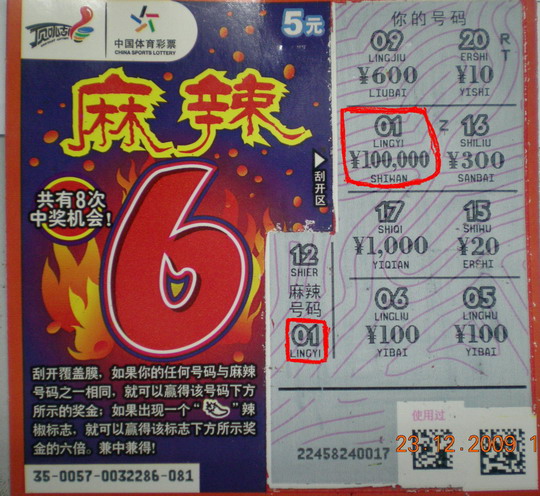 顶呱刮
中国体育彩票
CHINA SPORTS LOTTERY
5元
麻辣
6
共有8次
中奖机会!
刮开区
刮开覆盖膜,如果你的任何号码与麻辣
号码之一相同,就可以赢得该号码下方
所示的奖金;如果出现一个“ ”辣
椒标志,就可以赢得该标志下方所示奖
金的六倍。兼中兼得!
35-0057-0032286-081
你的号码
09 20
LINGJIU ERSHI
¥600 ¥10
LIUBAI YISHI
R
T
01 Z 16
LINGYI SHILIU
¥100,000 ¥300
SHIWAN SANBAI
17 15
SHIQI SHIWU
¥1,000 ¥20
YIQIAN ERSHI
06 05
LINGLIU LINGWU
¥100 ¥100
YIBAI YIBAI
12
SHIER
麻辣
号码
01
LINGYI
使用过
22458240017
23.12.2009 1